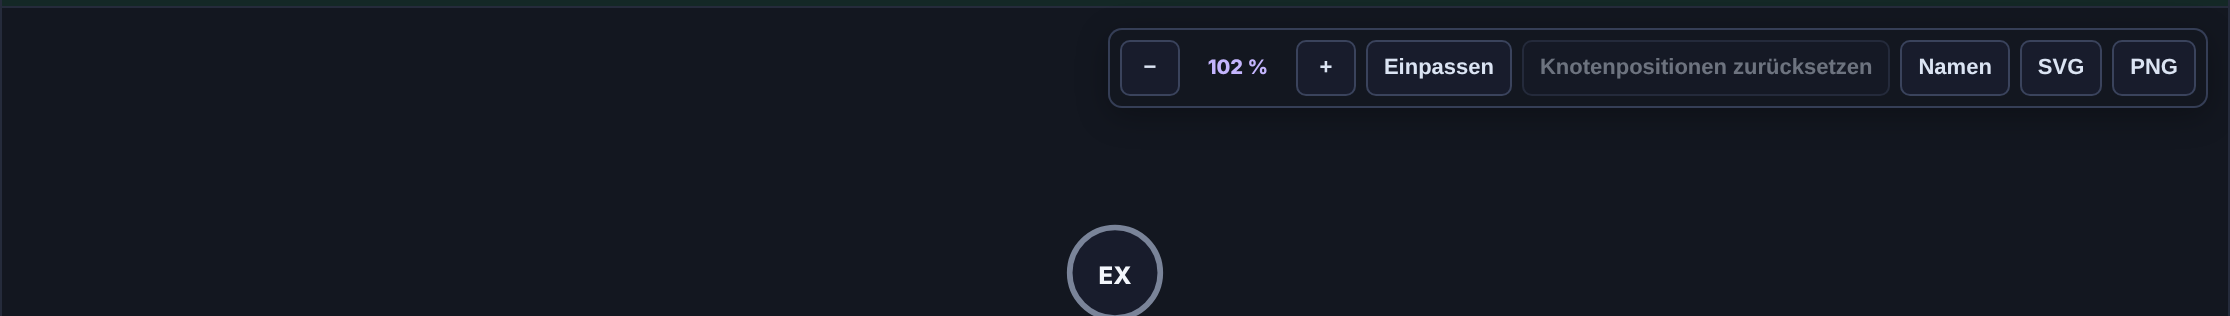 − 102 % + Einpassen Knotenpositionen zurücksetzen Namen SVG PNG
EX